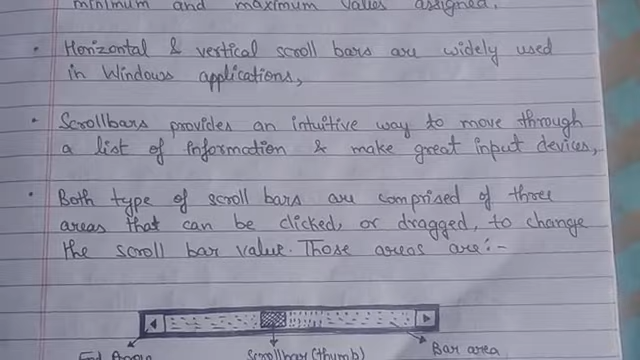 minimum and maximum values assigned.
• Horizontal & vertical scroll bars are widely used
in Windows applications,
• Scrollbars provides an intuitive way to move through
a list of information & make great input devices,
• Both type of scroll bars are comprised of three
areas that can be clicked, or dragged, to change
the scroll bar value. Those areas are:-
End Arrow Scrollbar (thumb) Bar area